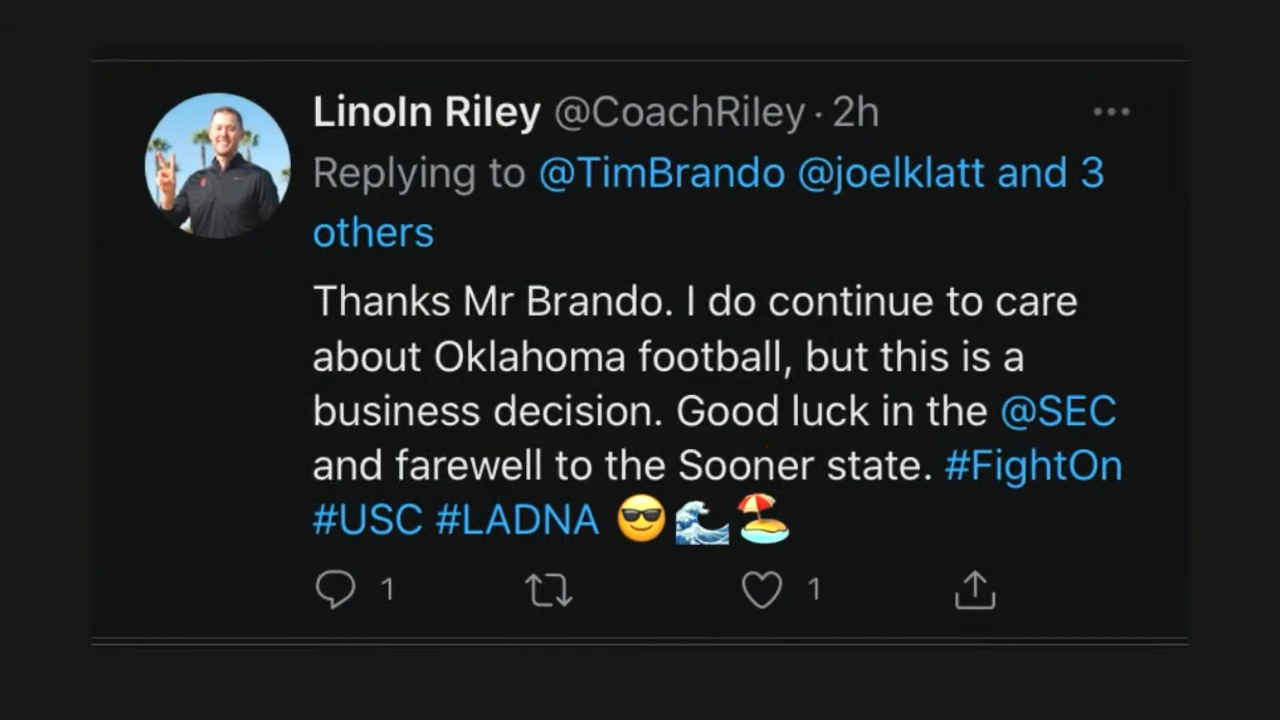 Linoln Riley @CoachRiley · 2h
Replying to @TimBrando @joelklatt and 3
others
Thanks Mr Brando. I do continue to care
about Oklahoma football, but this is a
business decision. Good luck in the @SEC
and farewell to the Sooner state. #FightOn
#USC #LADNA 😎🌊🏖️
1 1